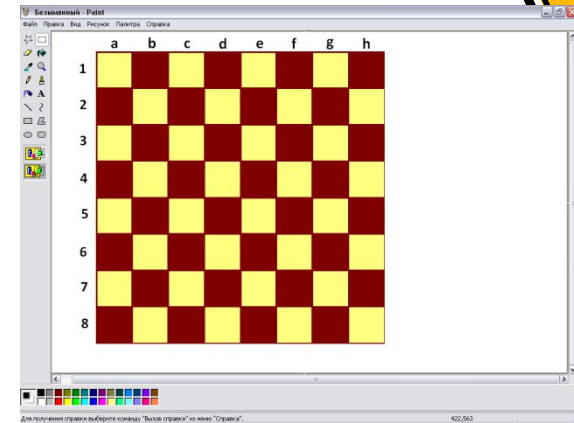 Безымянный - Paint
Файл Правка Вид Рисунок Палитра Справка
a b c d e f g h
1
2
3
4
5
6
7
8
A
Для получения справки выберите команду "Вызов справки" из меню "Справка".
422,563